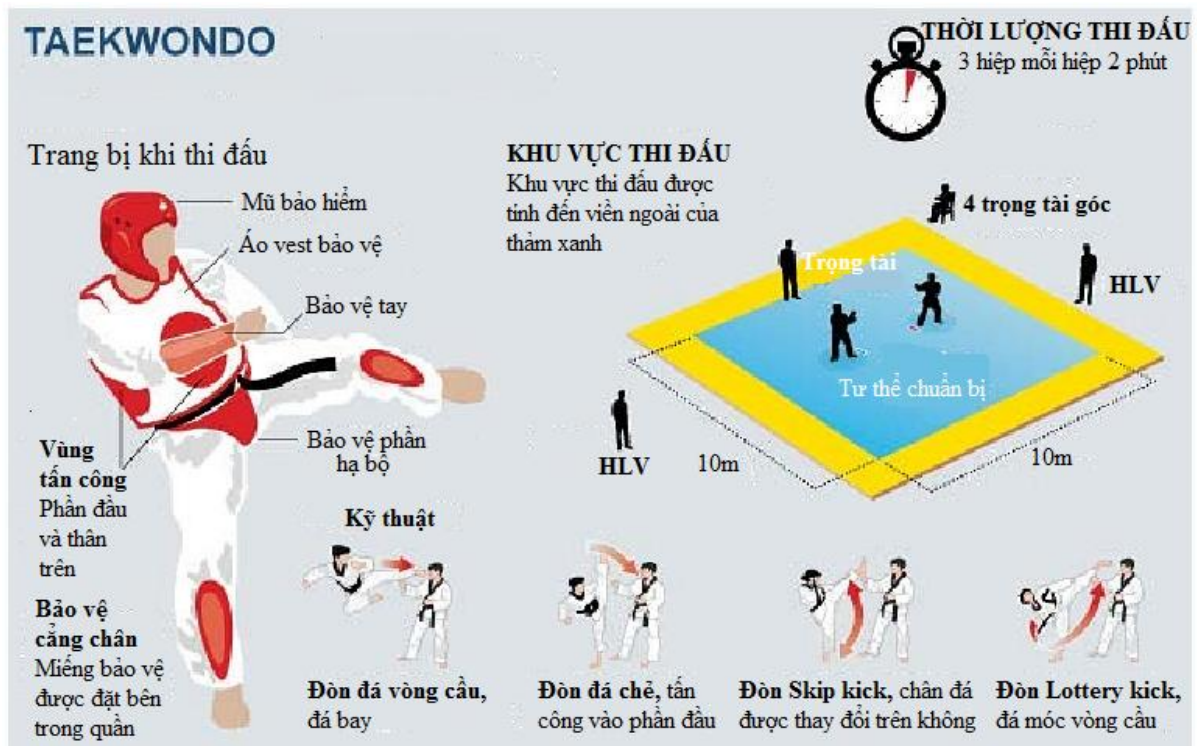 TAEKWONDO
THỜI LƯỢNG THI ĐẤU
3 hiệp mỗi hiệp 2 phút
Trang bị khi thi đấu
Mũ bảo hiểm
Áo vest bảo vệ
Bảo vệ tay
Bảo vệ phần
hạ bộ
Vùng
tấn công
Phần đầu
và thân
trên
Bảo vệ
cẳng chân
Miếng bảo vệ
được đặt bên
trong quần
KHU VỰC THI ĐẤU
Khu vực thi đấu được
tính đến viền ngoài của
thảm xanh
4 trọng tài góc
Trọng tài
HLV
Tư thế chuẩn bị
HLV
10m
10m
Kỹ thuật
Đòn đá vòng cầu,
đá bay
Đòn đá chẻ, tấn
công vào phần đầu
Đòn Skip kick, chân đá
được thay đổi trên không
Đòn Lottery kick,
đá móc vòng cầu